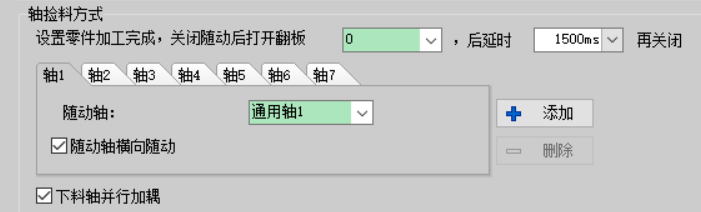 轴捡料方式
设置零件加工完成，关闭随动后打开翻板 0 ，后延时 1500ms 再关闭
轴1 轴2 轴3 轴4 轴5 轴6 轴7
随动轴： 通用轴1 添加
随动轴横向随动 删除
下料轴并行加耦